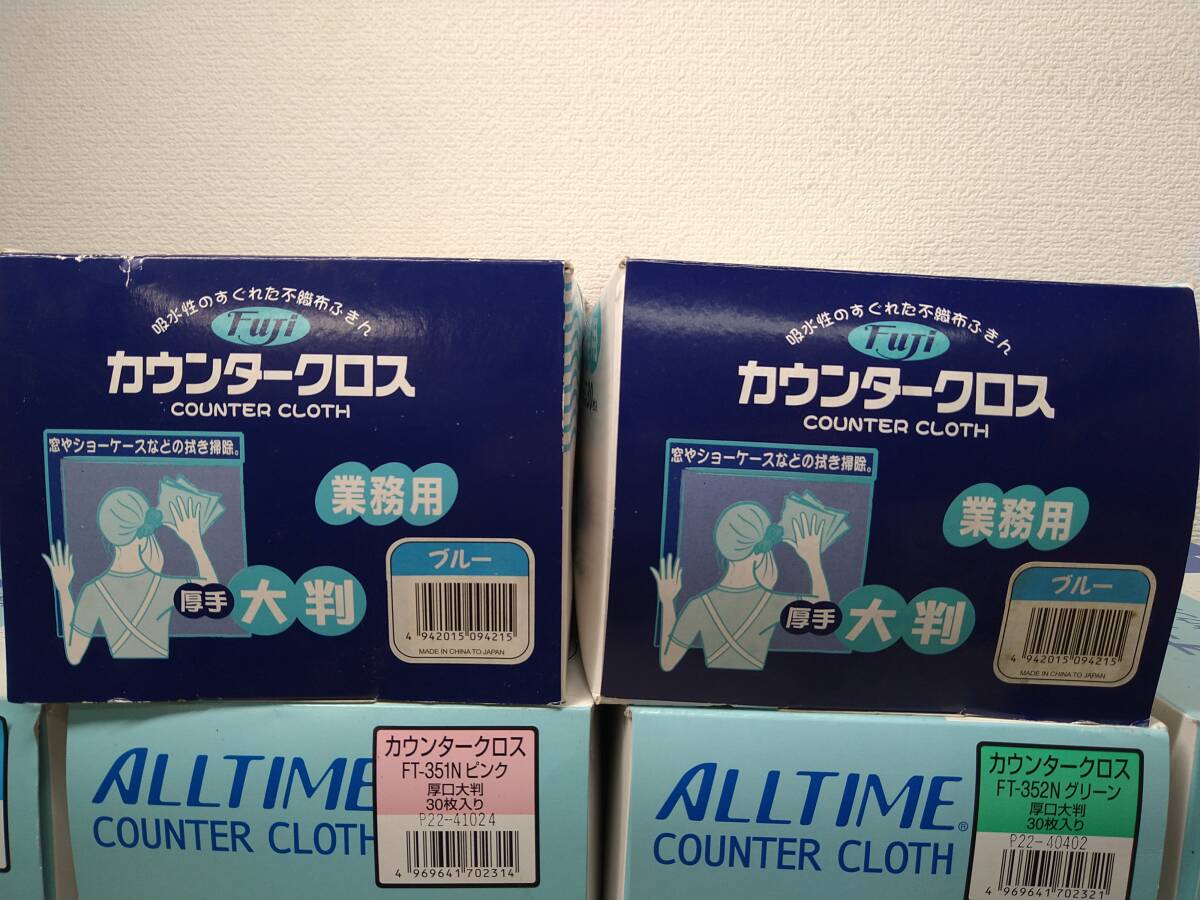 吸水性のすぐれた不織布ふきん
Fuji
カウンタークロス
COUNTER CLOTH
窓やショーケースなどの拭き掃除。
業務用
厚手 大判
ブルー
4 942015 094215
MADE IN CHINA TO JAPAN
吸水性のすぐれた不織布ふきん
Fuji
カウンタークロス
COUNTER CLOTH
窓やショーケースなどの拭き掃除。
業務用
厚手 大判
ブルー
4 942015 094215
MADE IN CHINA TO JAPAN
ALLTIME
COUNTER CLOTH
カウンタークロス
FT-351N ピンク
厚口大判
30枚入り
P22-41024
4 969641 702314
ALLTIME®
COUNTER CLOTH
カウンタークロス
FT-352N グリーン
厚口大判
30枚入り
P22-40402
4 969641 702321